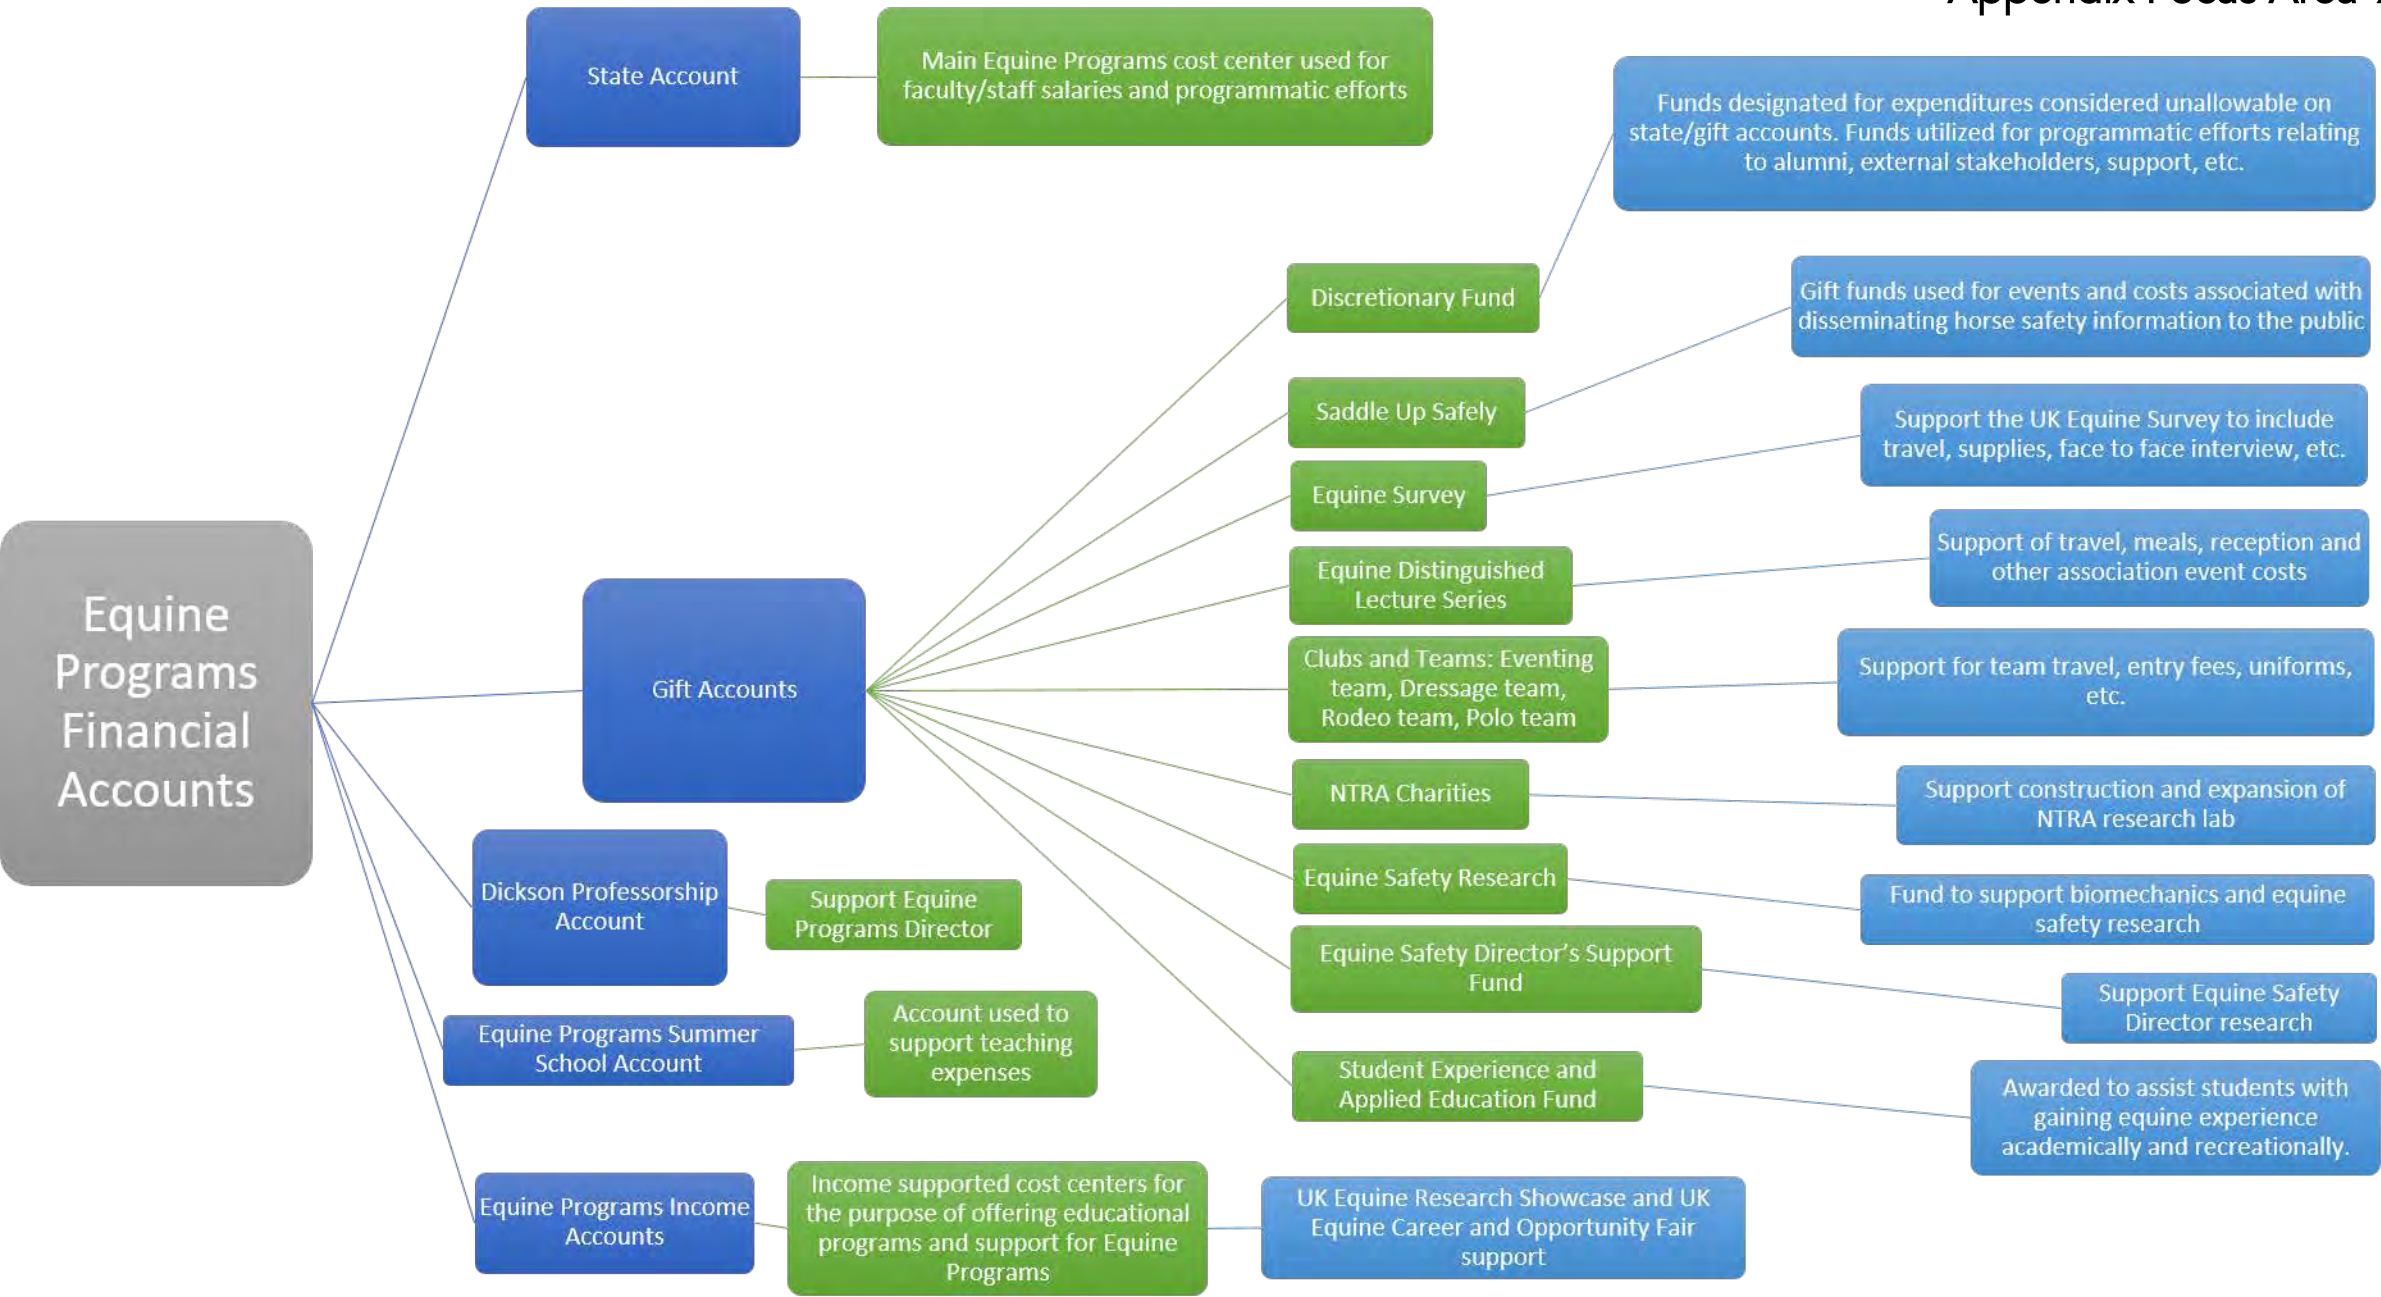 Appendix Focus Area
State Account
Main Equine Programs cost center used for
faculty/staff salaries and programmatic efforts
Funds designated for expenditures considered unallowable on
state/gift accounts. Funds utilized for programmatic efforts relating
to alumni, external stakeholders, support, etc.
Discretionary Fund
Gift funds used for events and costs associated with
disseminating horse safety information to the public
Saddle Up Safely
Support the UK Equine Survey to include
travel, supplies, face to face interview, etc.
Equine Survey
Support of travel, meals, reception and
other association event costs
Equine Distinguished
Lecture Series
Equine
Programs
Financial
Accounts
Gift Accounts
Clubs and Teams: Eventing
team, Dressage team,
Rodeo team, Polo team
Support for team travel, entry fees, uniforms,
etc.
NTRA Charities
Support construction and expansion of
NTRA research lab
Equine Safety Research
Fund to support biomechanics and equine
safety research
Dickson Professorship
Account
Support Equine
Programs Director
Equine Safety Director’s Support
Fund
Support Equine Safety
Director research
Equine Programs Summer
School Account
Account used to
support teaching
expenses
Student Experience and
Applied Education Fund
Awarded to assist students with
gaining equine experience
academically and recreationally.
Equine Programs Income
Accounts
Income supported cost centers for
the purpose of offering educational
programs and support for Equine
Programs
UK Equine Research Showcase and UK
Equine Career and Opportunity Fair
support